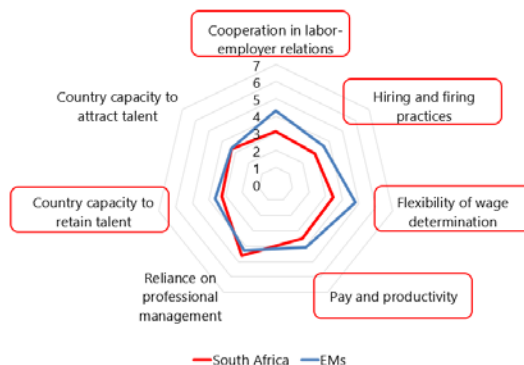 Cooperation in labor-
employer relations
7
6
5
4
3
2
1
0
Country capacity to
attract talent
Hiring and firing
practices
Country capacity to
retain talent
Flexibility of wage
determination
Reliance on
professional
management
Pay and productivity
South Africa
EMs